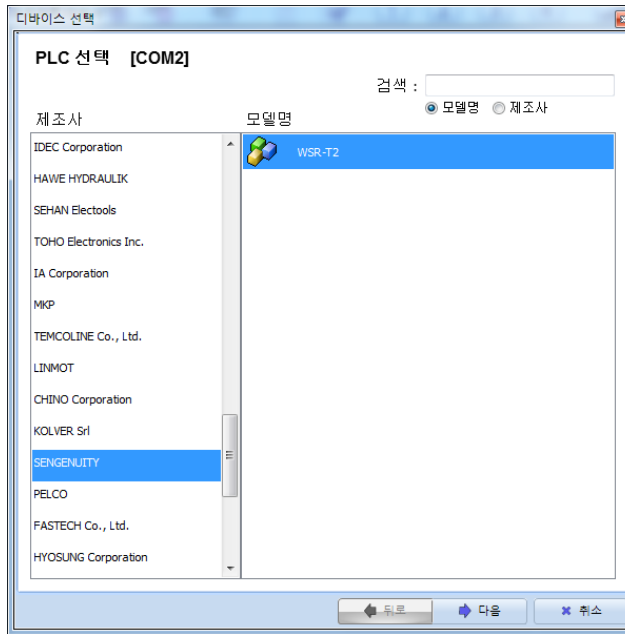 디바이스 선택
PLC 선택 [COM2]
검색 :
모델명 제조사
제조사 모델명
IDEC Corporation
WSR-T2
HAWE HYDRAULIK
SEHAN Electools
TOHO Electronics Inc.
IA Corporation
MKP
TEMCOLINE Co., Ltd.
LINMOT
CHINO Corporation
KOLVER Srl
SENGENUITY
PELCO
FASTECH Co., Ltd.
HYOSUNG Corporation
뒤로 다음 취소